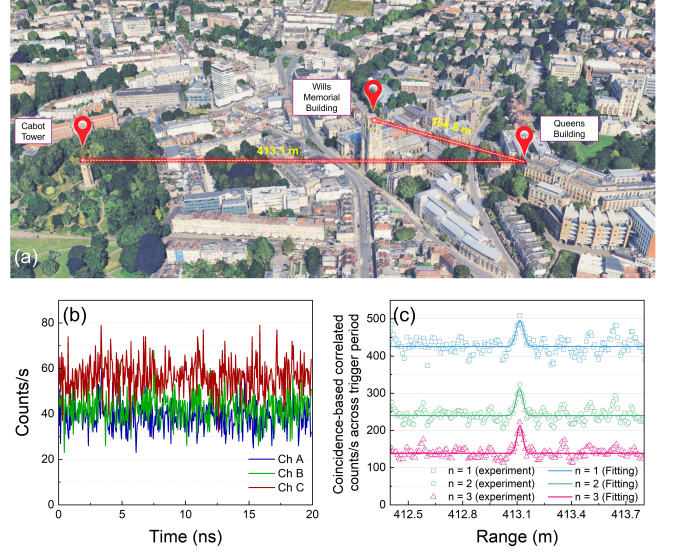 Wills
Memorial
Building
Cabot
Tower
Queens
Building
413.1 m
(a)
(b)
Counts/s
80
60
40
20
0
Ch A
Ch B
Ch C
0
5
10
15
20
Time (ns)
(c)
Coincidence-based correlated
counts/s across trigger period
500
400
300
200
100
0
n = 1 (experiment)
n = 2 (experiment)
n = 3 (experiment)
n = 1 (Fitting)
n = 2 (Fitting)
n = 3 (Fitting)
412.5
412.8
413.1
413.4
413.7
Range (m)